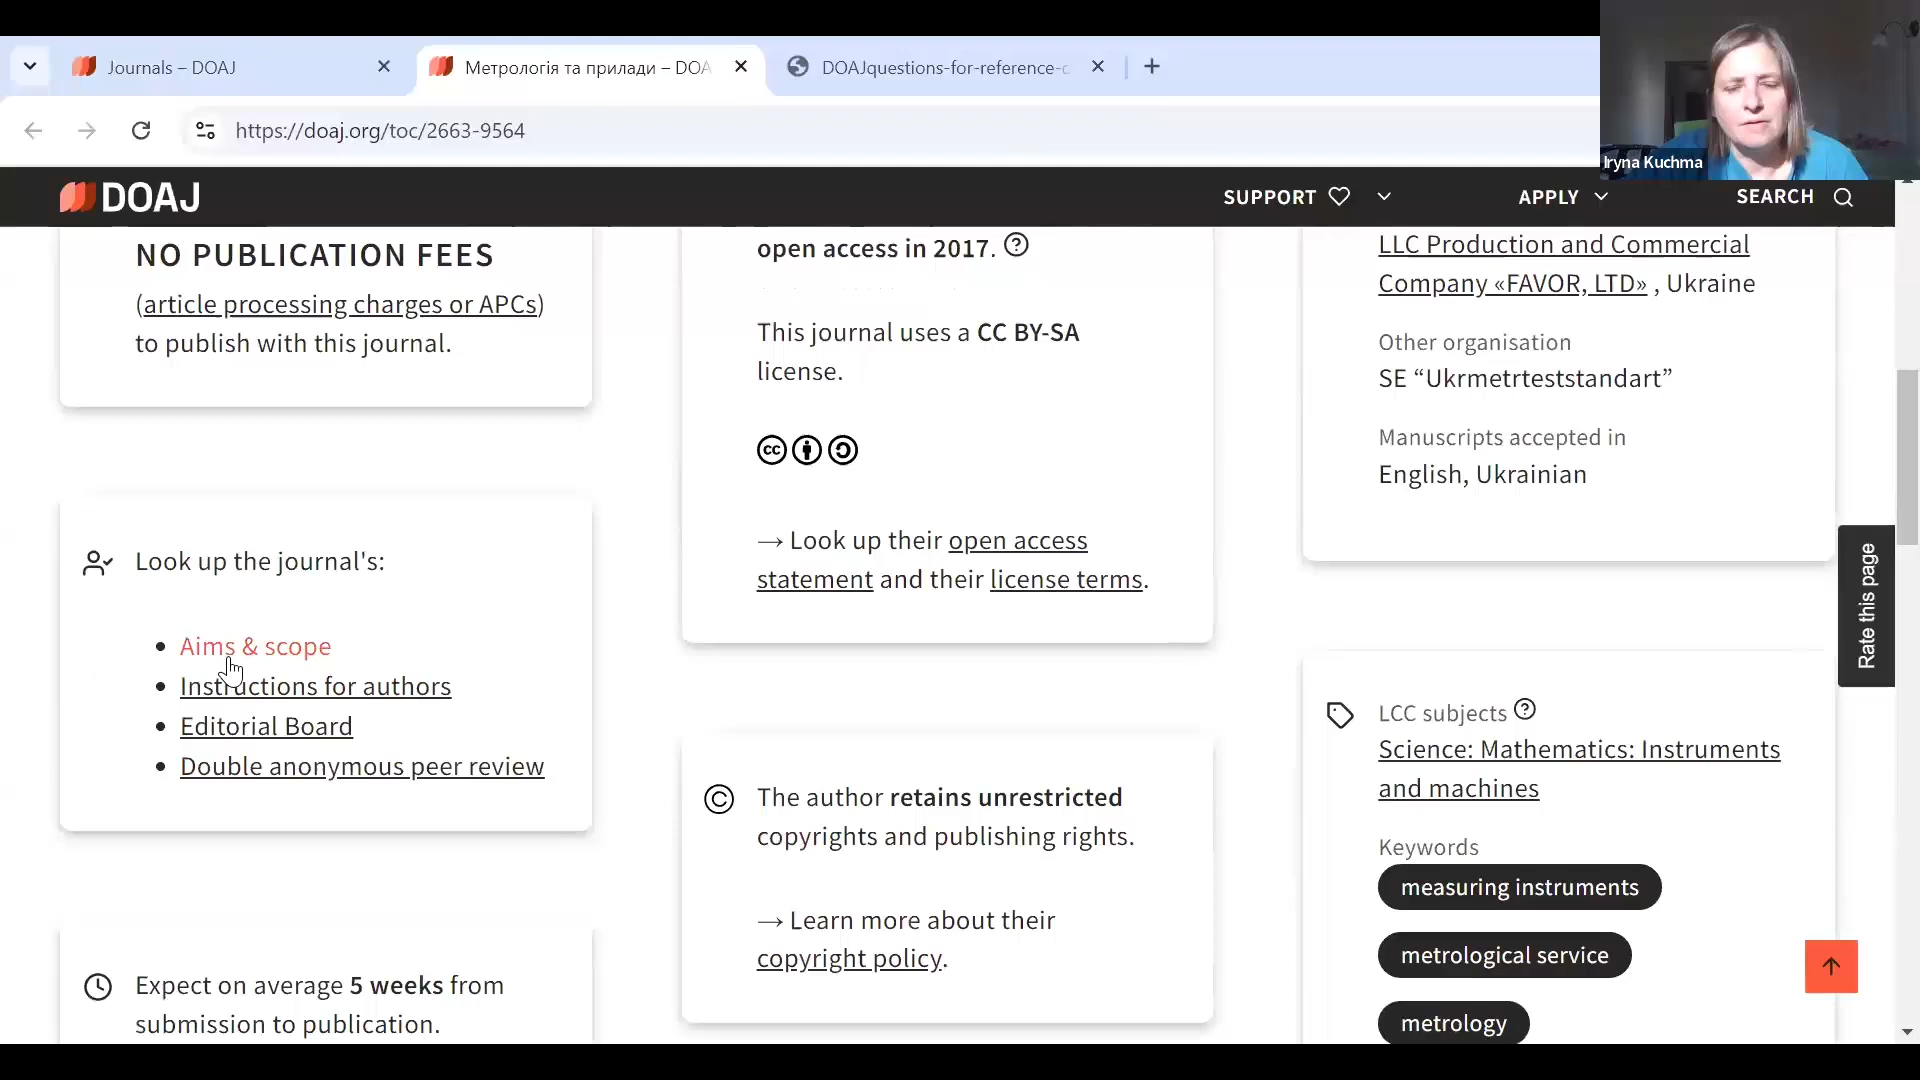 Journals – DOAJ
Метрологія та прилади – DOA
DOAJquestions-for-reference-c
https://doaj.org/toc/2663-9564
Iryna Kuchma
DOAJ
SUPPORT
APPLY
SEARCH
NO PUBLICATION FEES
(article processing charges or APCs)
to publish with this journal.
Look up the journal's:
Aims & scope
Instructions for authors
Editorial Board
Double anonymous peer review
Expect on average 5 weeks from
submission to publication.
open access in 2017.
This journal uses a CC BY-SA
license.
→ Look up their open access
statement and their license terms.
The author retains unrestricted
copyrights and publishing rights.
→ Learn more about their
copyright policy.
LLC Production and Commercial
Company «FAVOR, LTD» , Ukraine
Other organisation
SE “Ukrmetrteststandart”
Manuscripts accepted in
English, Ukrainian
LCC subjects
Science: Mathematics: Instruments
and machines
Keywords
measuring instruments
metrological service
metrology
Rate this page